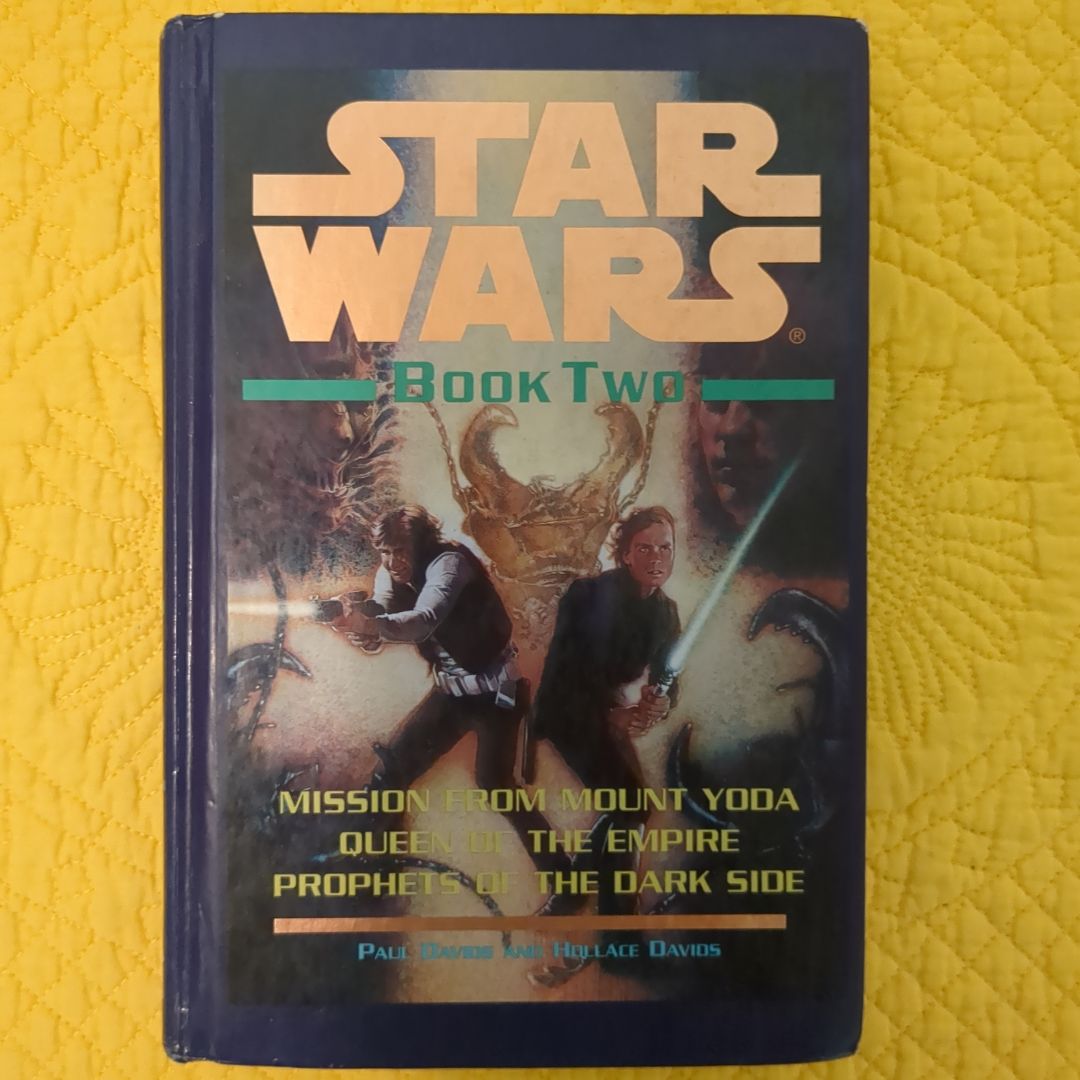 STAR
WARS®
BOOK TWO
MISSION FROM MOUNT YODA
QUEEN OF THE EMPIRE
PROPHETS OF THE DARK SIDE
PAUL DAVIDS AND HOLLACE DAVIDS